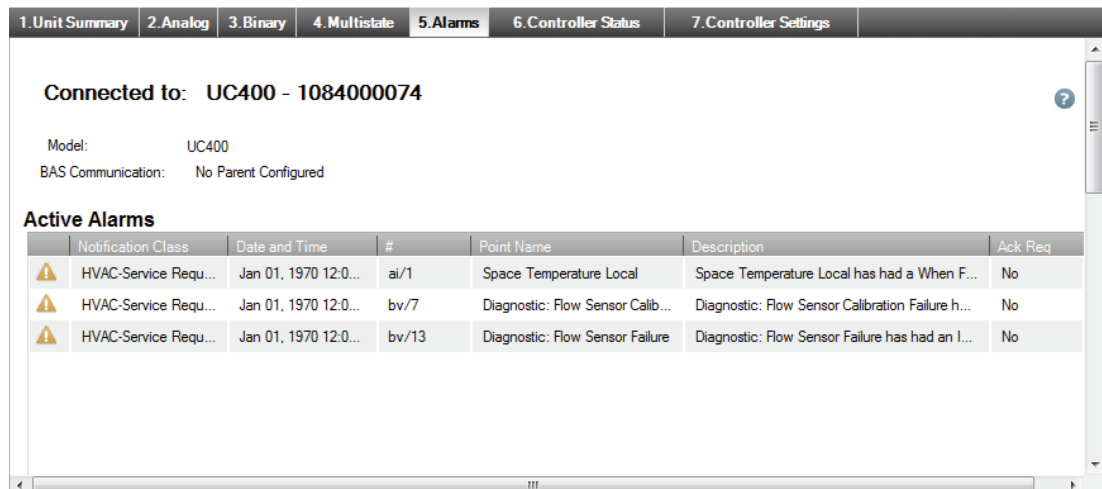 1.Unit Summary 2.Analog 3.Binary 4.Multistate 5.Alarms 6.Controller Status 7.Controller Settings
Connected to: UC400 - 1084000074
?
Model: UC400
BAS Communication: No Parent Configured
Active Alarms
Notification Class Date and Time # Point Name Description Ack Req
HVAC-Service Requ... Jan 01, 1970 12:0... ai/1 Space Temperature Local Space Temperature Local has had a When F... No
HVAC-Service Requ... Jan 01, 1970 12:0... bv/7 Diagnostic: Flow Sensor Calib... Diagnostic: Flow Sensor Calibration Failure h... No
HVAC-Service Requ... Jan 01, 1970 12:0... bv/13 Diagnostic: Flow Sensor Failure Diagnostic: Flow Sensor Failure has had an I... No